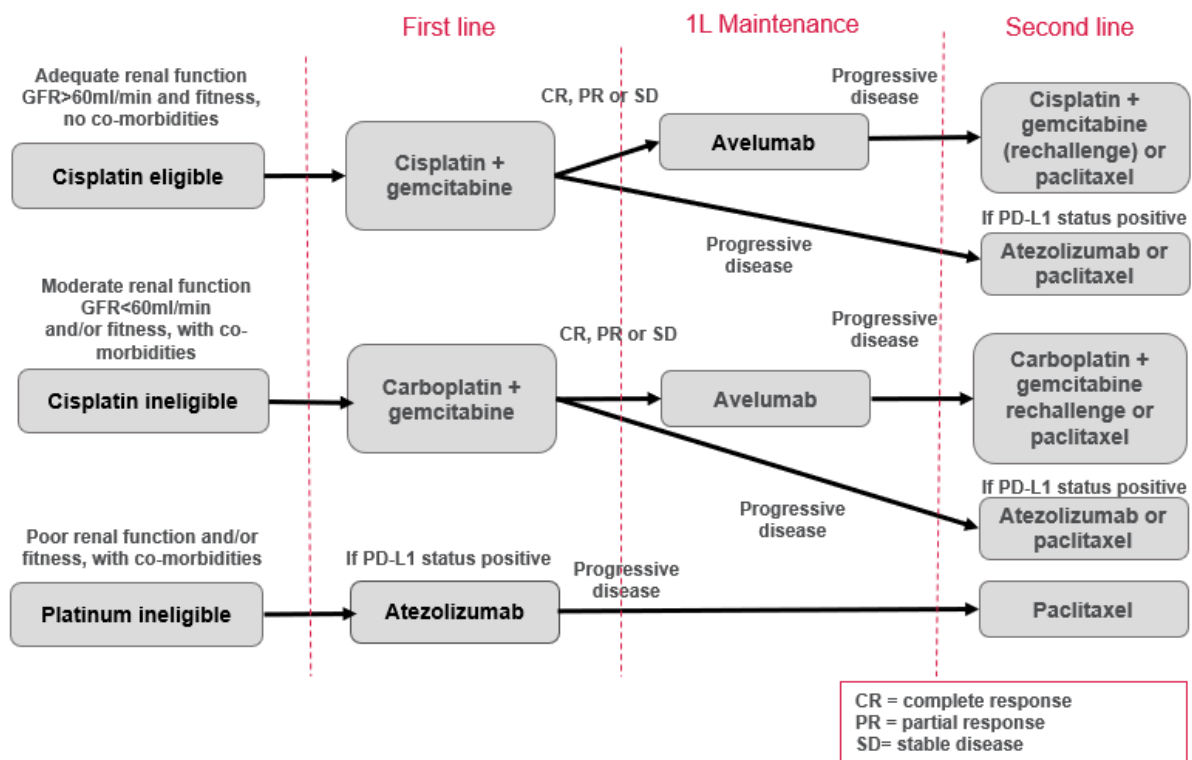 First line
1L Maintenance
Second line
Adequate renal function
GFR>60ml/min and fitness,
no co-morbidities
Cisplatin eligible
Cisplatin +
gemcitabine
CR, PR or SD
Avelumab
Progressive
disease
Cisplatin +
gemcitabine
(rechallenge) or
paclitaxel
Progressive
disease
If PD-L1 status positive
Atezolizumab or
paclitaxel
Moderate renal function
GFR<60ml/min
and/or fitness, with co-
morbidities
Cisplatin ineligible
Carboplatin +
gemcitabine
CR, PR or SD
Avelumab
Progressive
disease
Carboplatin +
gemcitabine
rechallenge or
paclitaxel
Progressive
disease
If PD-L1 status positive
Atezolizumab or
paclitaxel
Poor renal function and/or
fitness, with co-morbidities
Platinum ineligible
If PD-L1 status positive
Atezolizumab
Progressive
disease
Paclitaxel
CR = complete response
PR = partial response
SD= stable disease